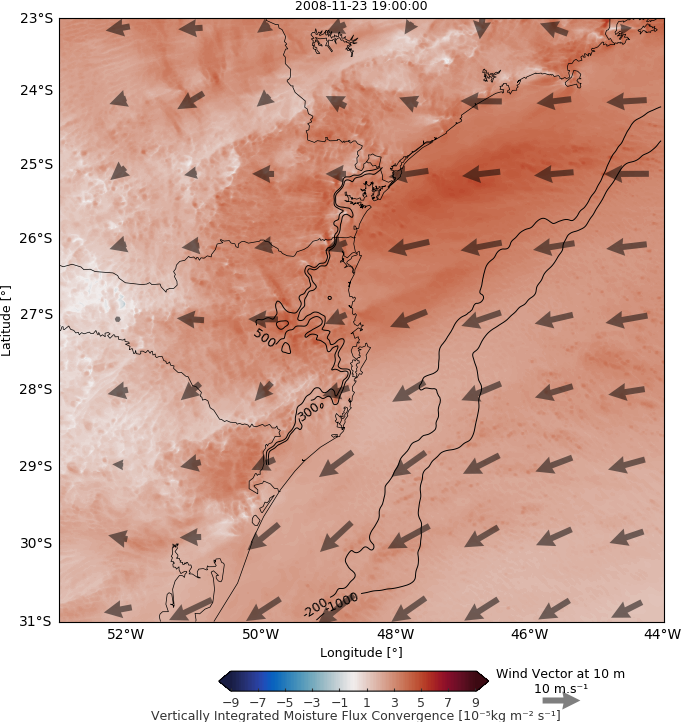 2008-11-23 19:00:00
23°S
24°S
25°S
26°S
27°S
28°S
29°S
30°S
31°S
Latitude [°]
500
300
-200
-1000
52°W 50°W 48°W 46°W 44°W
Longitude [°]
Wind Vector at 10 m
10 m.s⁻¹
−9 −7 −5 −3 −1 1 3 5 7 9
Vertically Integrated Moisture Flux Convergence [10⁻⁵kg m⁻² s⁻¹]